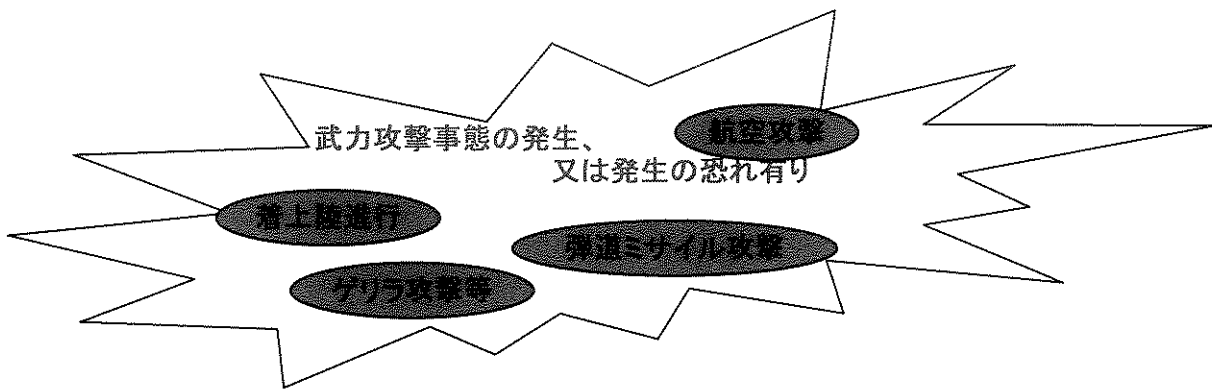 武力攻撃事態の発生、
又は発生の恐れ有り
航空攻撃
着上陸進行
弾道ミサイル攻撃
ゲリラ攻撃等